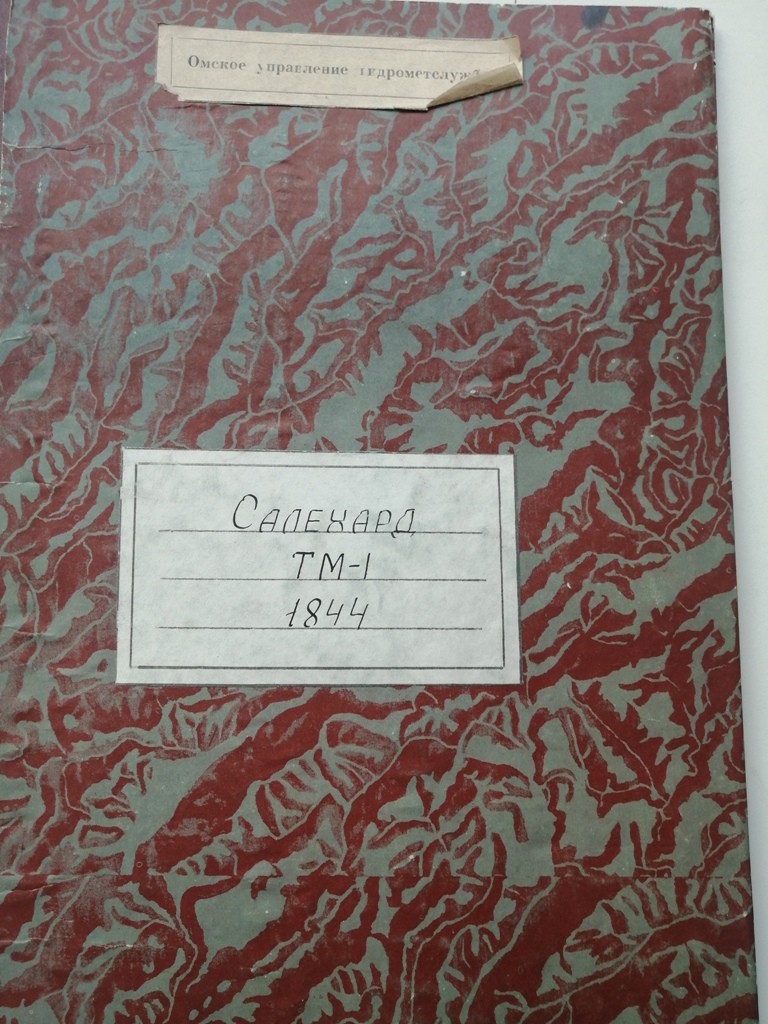 Омское управление гидрометслуж
Салехард
ТМ-1
1844